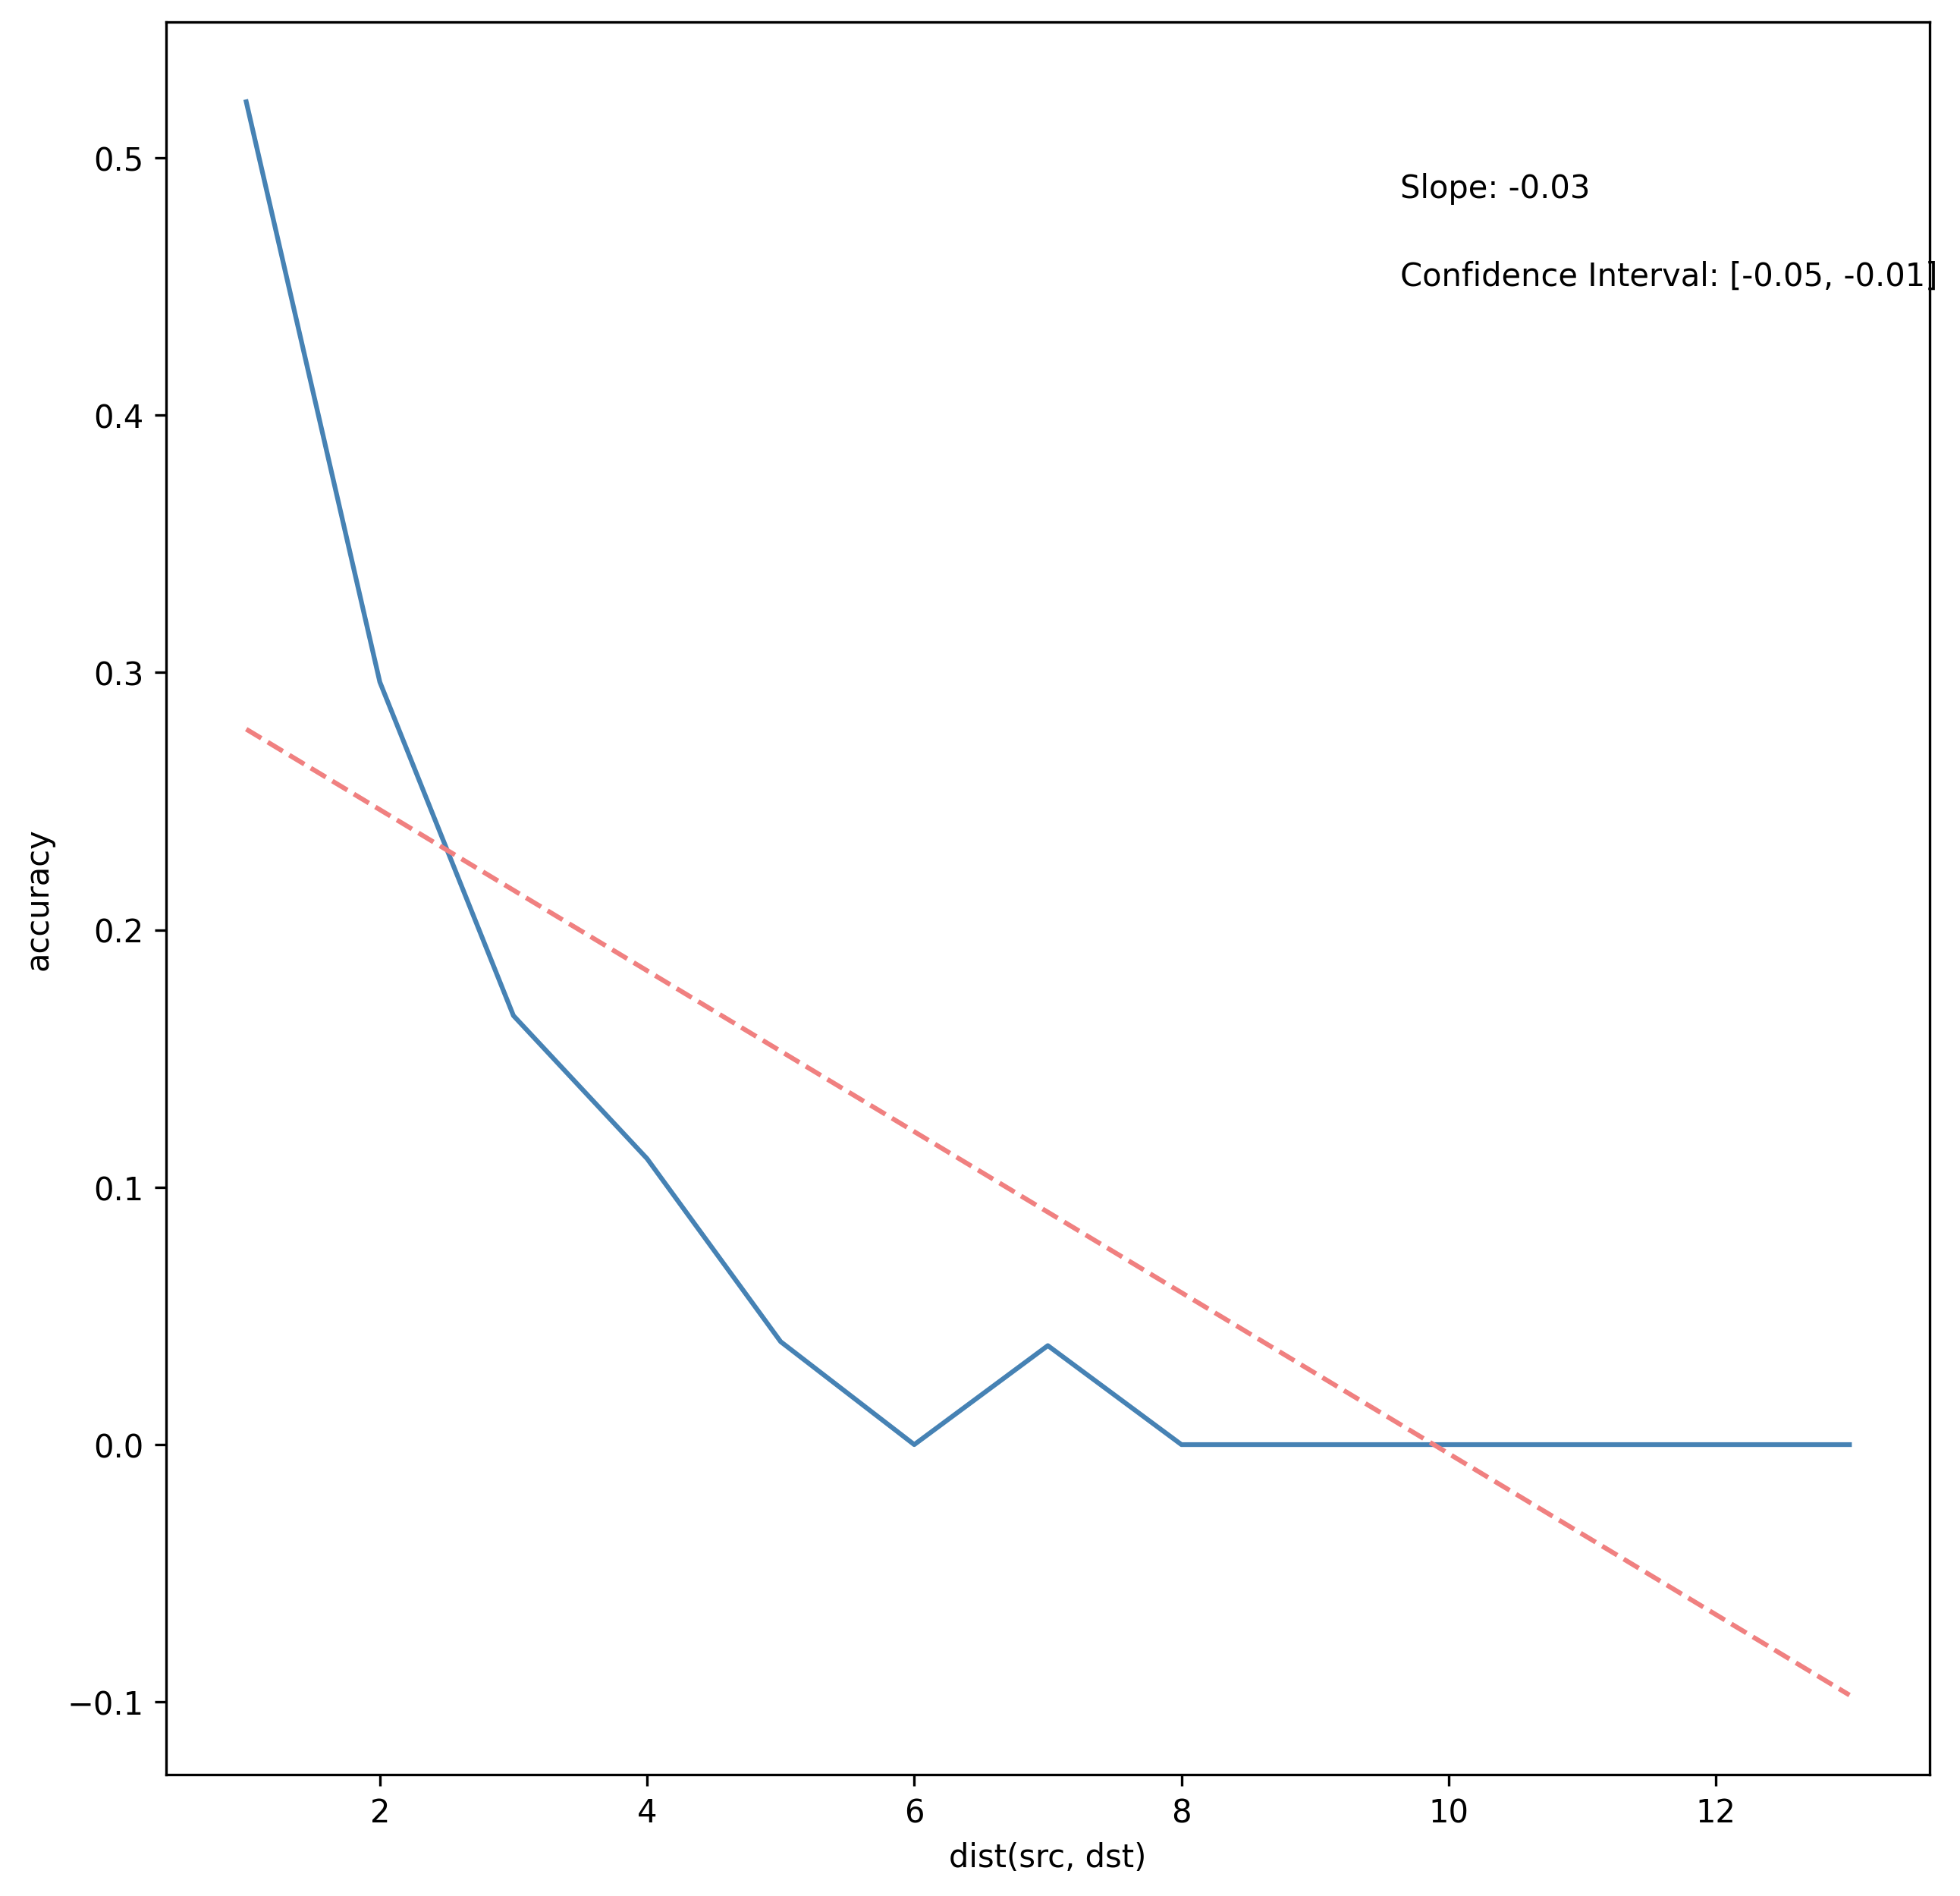 0.5
0.4
0.3
0.2
0.1
0.0
−0.1
accuracy
Slope: -0.03
Confidence Interval: [-0.05, -0.01]
2 4 6 8 10 12
dist(src, dst)